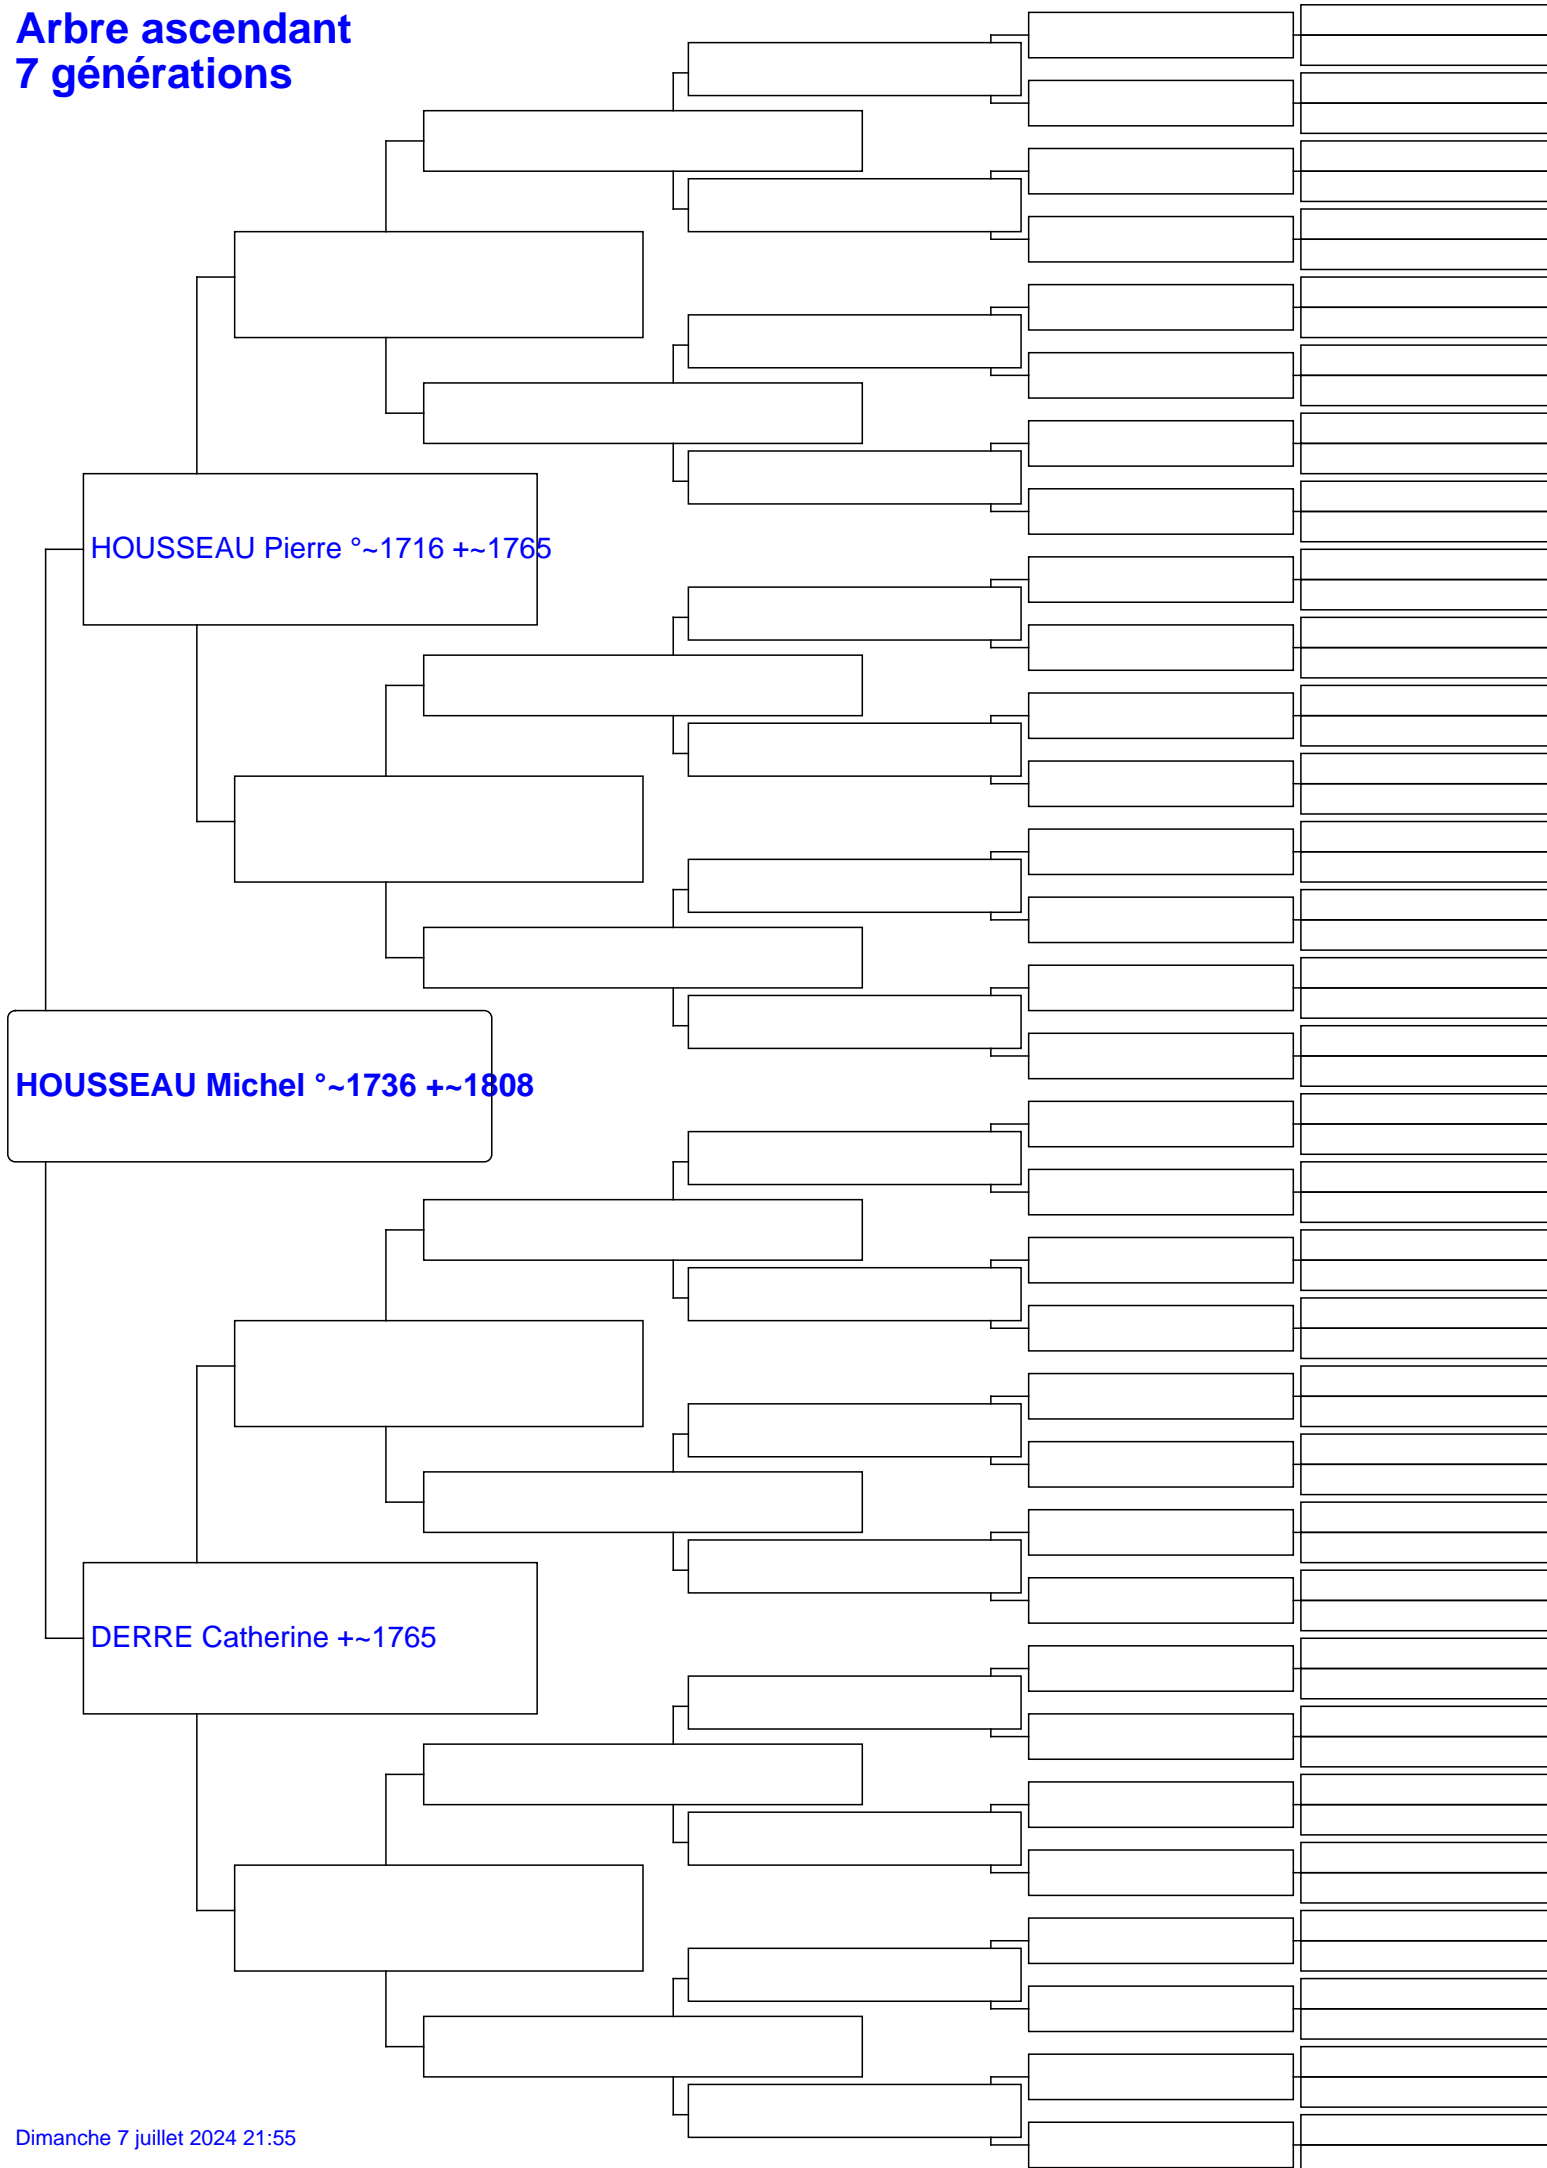 Arbre ascendant
7 générations
HOUSSEAU Pierre °~1716 +~1765
HOUSSEAU Michel °~1736 +~1808
DERRE Catherine +~1765
Dimanche 7 juillet 2024 21:55